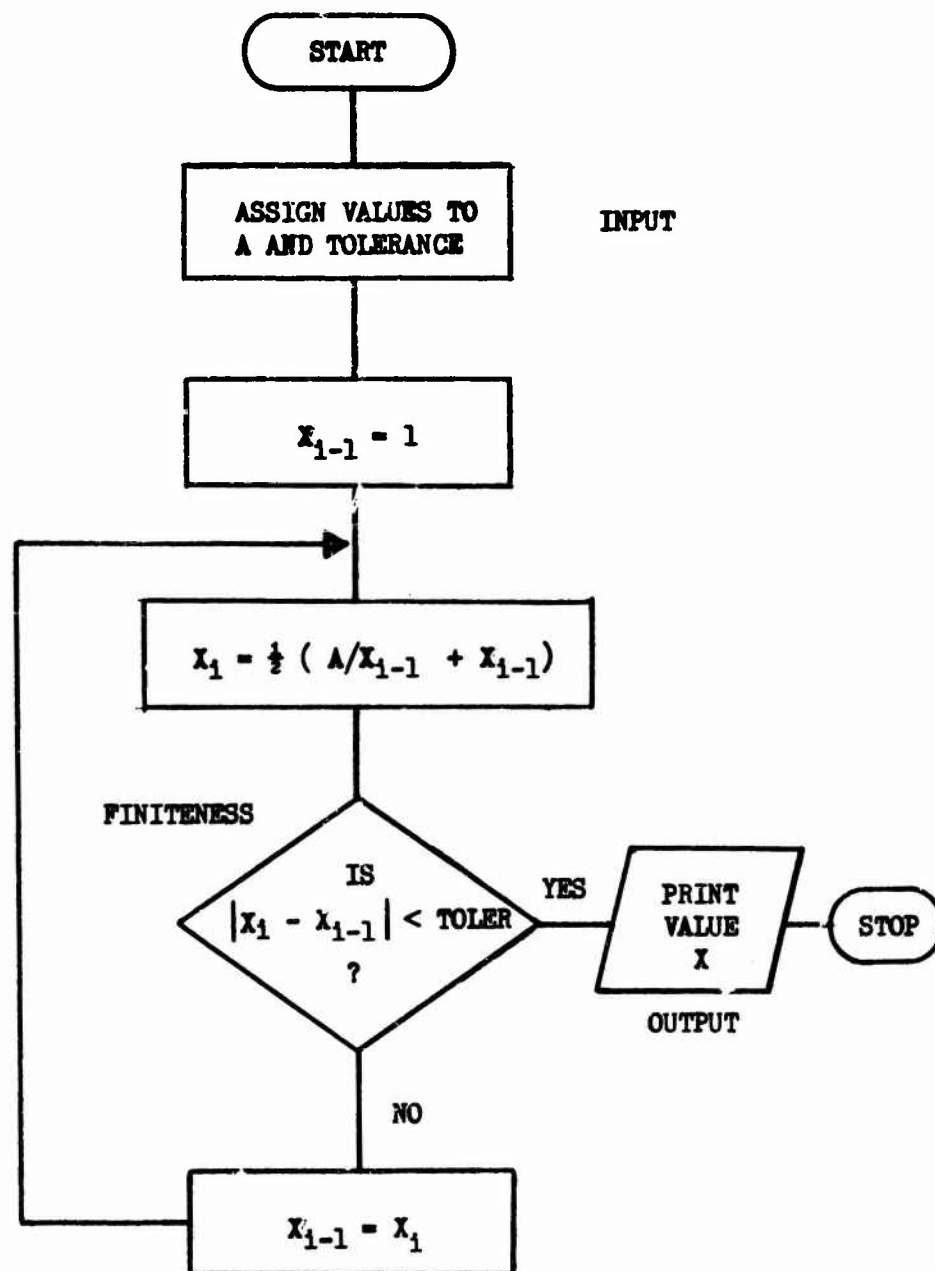 START
ASSIGN VALUES TO
A AND TOLERANCE
INPUT
X_{i-1} = 1
X_i = ½ ( A/X_{i-1} + X_{i-1})
FINITENESS
IS
|X_i - X_{i-1}| < TOLER
?
YES
PRINT
VALUE
X
STOP
OUTPUT
NO
X_{i-1} = X_i